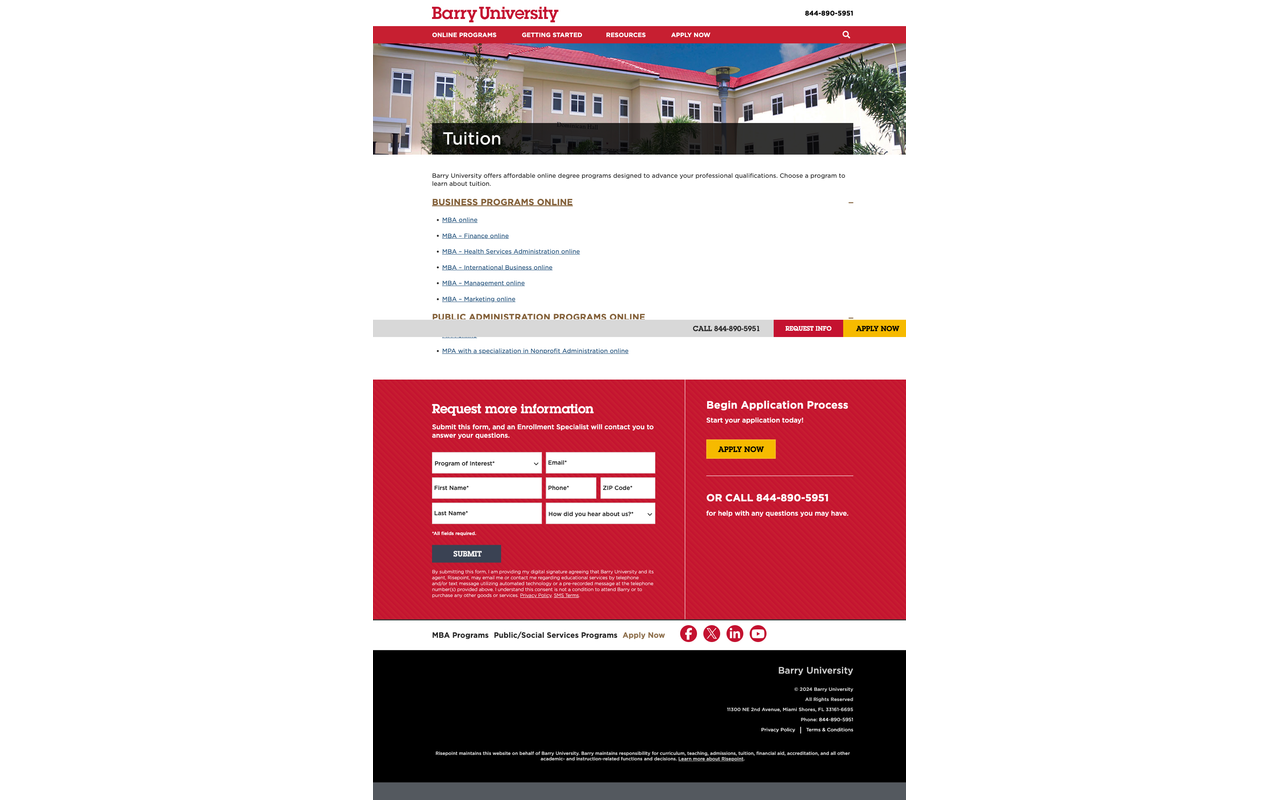 Barry University
844-890-5951
ONLINE PROGRAMS
GETTING STARTED
RESOURCES
APPLY NOW
Tuition
Barry University offers affordable online degree programs designed to advance your professional qualifications. Choose a program to
learn about tuition.
BUSINESS PROGRAMS ONLINE
• MBA online
• MBA – Finance online
• MBA – Health Services Administration online
• MBA – International Business online
• MBA – Management online
• MBA – Marketing online
PUBLIC ADMINISTRATION PROGRAMS ONLINE
CALL 844-890-5951
REQUEST INFO
APPLY NOW
• MPA with a specialization in Nonprofit Administration online
Request more information
Submit this form, and an Enrollment Specialist will contact you to
answer your questions.
Program of Interest*
Email*
First Name*
Phone*
ZIP Code*
Last Name*
How did you hear about us?*
*All fields required.
SUBMIT
By submitting this form, I am providing my digital signature agreeing that Barry University and its
agent, Risepoint, may email me or contact me regarding educational services by telephone
and/or text message utilizing automated technology or a pre-recorded message at the telephone
number(s) provided above. I understand this consent is not a condition to attend Barry or to
purchase any other goods or services. Privacy Policy. SMS Terms.
Begin Application Process
Start your application today!
APPLY NOW
OR CALL 844-890-5951
for help with any questions you may have.
MBA Programs
Public/Social Services Programs
Apply Now
Barry University
© 2024 Barry University
All Rights Reserved
11300 NE 2nd Avenue, Miami Shores, FL 33161-6695
Phone: 844-890-5951
Privacy Policy | Terms & Conditions
Risepoint maintains this website on behalf of Barry University. Barry maintains responsibility for curriculum, teaching, admissions, tuition, financial aid, accreditation, and all other
academic- and instruction-related functions and decisions. Learn more about Risepoint.